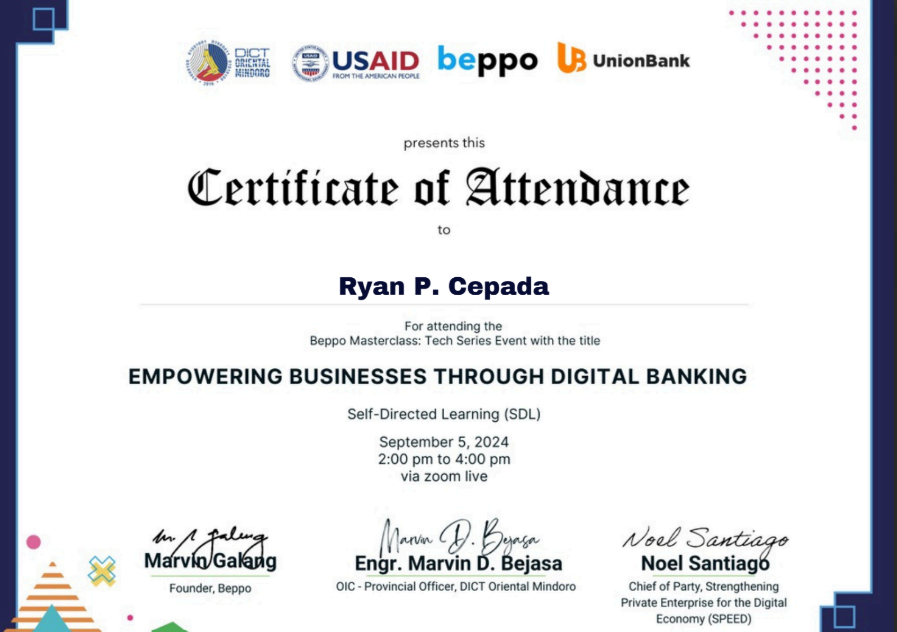 DICT
ORIENTAL
MINDORO
USAID
FROM THE AMERICAN PEOPLE
beppo
UnionBank
presents this
Certificate of Attendance
to
Ryan P. Cepada
For attending the
Beppo Masterclass: Tech Series Event with the title
EMPOWERING BUSINESSES THROUGH DIGITAL BANKING
Self-Directed Learning (SDL)
September 5, 2024
2:00 pm to 4:00 pm
via zoom live
Marvin Galang
Founder, Beppo
Marvin D. Bejasa
Engr. Marvin D. Bejasa
OIC - Provincial Officer, DICT Oriental Mindoro
Noel Santiago
Noel Santiago
Chief of Party, Strengthening
Private Enterprise for the Digital
Economy (SPEED)